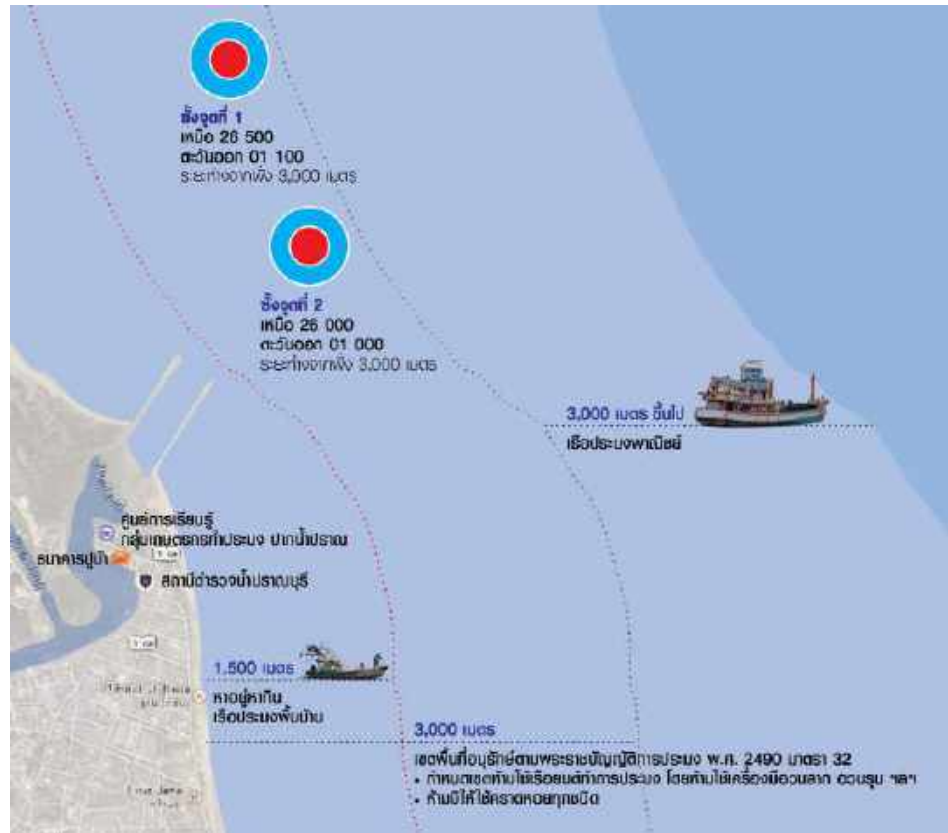 ซั้งจุดที่ 1
เหนือ 26 500
ตะวันออก 01 100
ระยะห่างจากฝั่ง 3,000 เมตร
ซั้งจุดที่ 2
เหนือ 26 000
ตะวันออก 01 000
ระยะห่างจากฝั่ง 3,000 เมตร
3,000 เมตร ขึ้นไป
เรือประมงพาณิชย์
ศูนย์การเรียนรู้
กลุ่มเกษตรกรทำประมง ปากน้ำปราณ
ธนาคารปูม้า
สถานีตำรวจน้ำปราณบุรี
1,500 เมตร
หาอยู่หากิน
เรือประมงพื้นบ้าน
3,000 เมตร
เขตพื้นที่อนุรักษ์ตามพระราชบัญญัติการประมง พ.ศ. 2490 มาตรา 32
• กำหนดเขตห้ามใช้เรือยนต์ทำการประมง โดยห้ามใช้เครื่องมืออวนลาก อวนรุน ฯลฯ
• ห้ามมิให้ใช้คราดหอยทุกชนิด